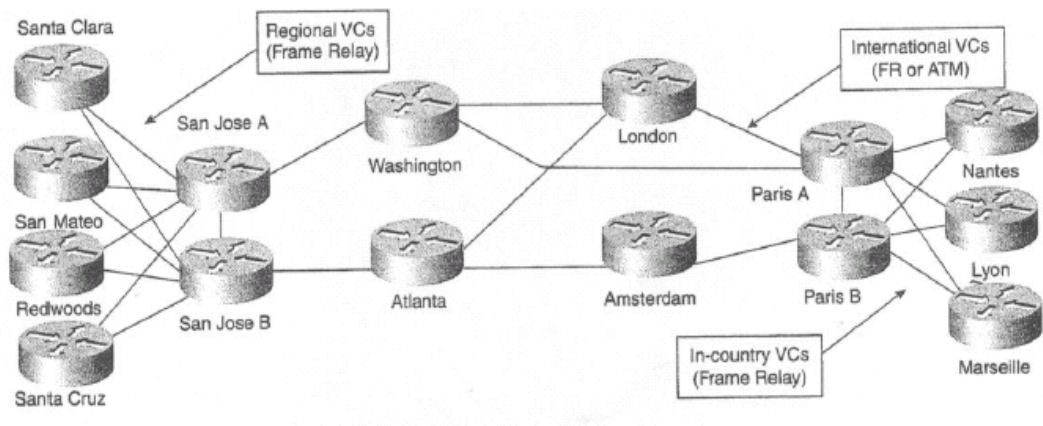 Santa Clara
Regional VCs
(Frame Relay)
International VCs
(FR or ATM)
San Jose A
London
Washington
Nantes
Paris A
San Mateo
Lyon
Redwoods
San Jose B
Atlanta
Amsterdam
Paris B
In-country VCs
(Frame Relay)
Marseille
Santa Cruz